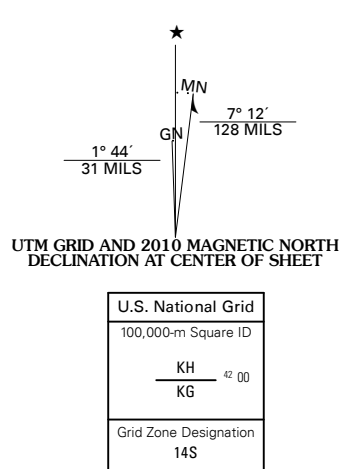 ★
MN
7° 12´
128 MILS
GN
1° 44´
31 MILS
UTM GRID AND 2010 MAGNETIC NORTH
DECLINATION AT CENTER OF SHEET
U.S. National Grid
100,000-m Square ID
KH
42 00
KG
Grid Zone Designation
14S